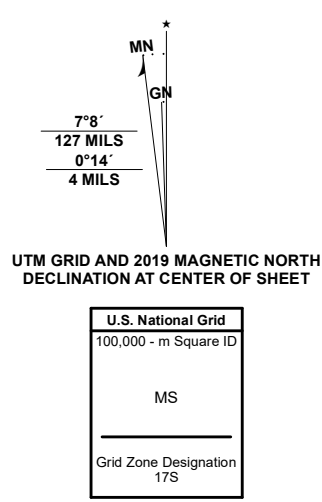 ★
MN
GN
7°8´
127 MILS
0°14´
4 MILS
UTM GRID AND 2019 MAGNETIC NORTH
DECLINATION AT CENTER OF SHEET
U.S. National Grid
100,000 - m Square ID
MS
Grid Zone Designation
17S